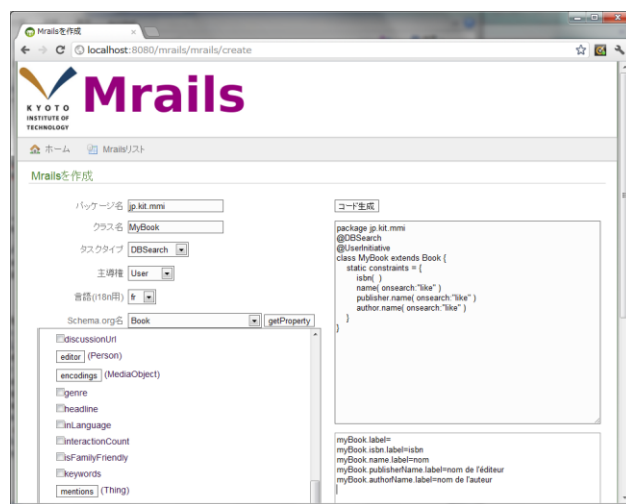 Mrailsを作成
localhost:8080/mrails/mrails/create
KYOTO
INSTITUTE OF
TECHNOLOGY
Mrails
ホーム
Mrailsリスト
Mrailsを作成
パッケージ名 jp.kit.mmi
クラス名 MyBook
タスクタイプ DBSearch
主導権 User
言語(i18n用) fr
Schema.org名 Book getProperty
discussionUrl
editor (Person)
encodings (MediaObject)
genre
headline
inLanguage
interactionCount
isFamilyFriendly
keywords
mentions (Thing)
コード生成
package jp.kit.mmi
@DBSearch
@UserInitiative
class MyBook extends Book {
static constraints = {
isbn( )
name( onsearch:"like" )
publisher.name( onsearch:"like" )
author.name( onsearch:"like" )
}
}
myBook.label=
myBook.isbn.label=isbn
myBook.name.label=nom
myBook.publisherName.label=nom de l'éditeur
myBook.authorName.label=nom de l'auteur